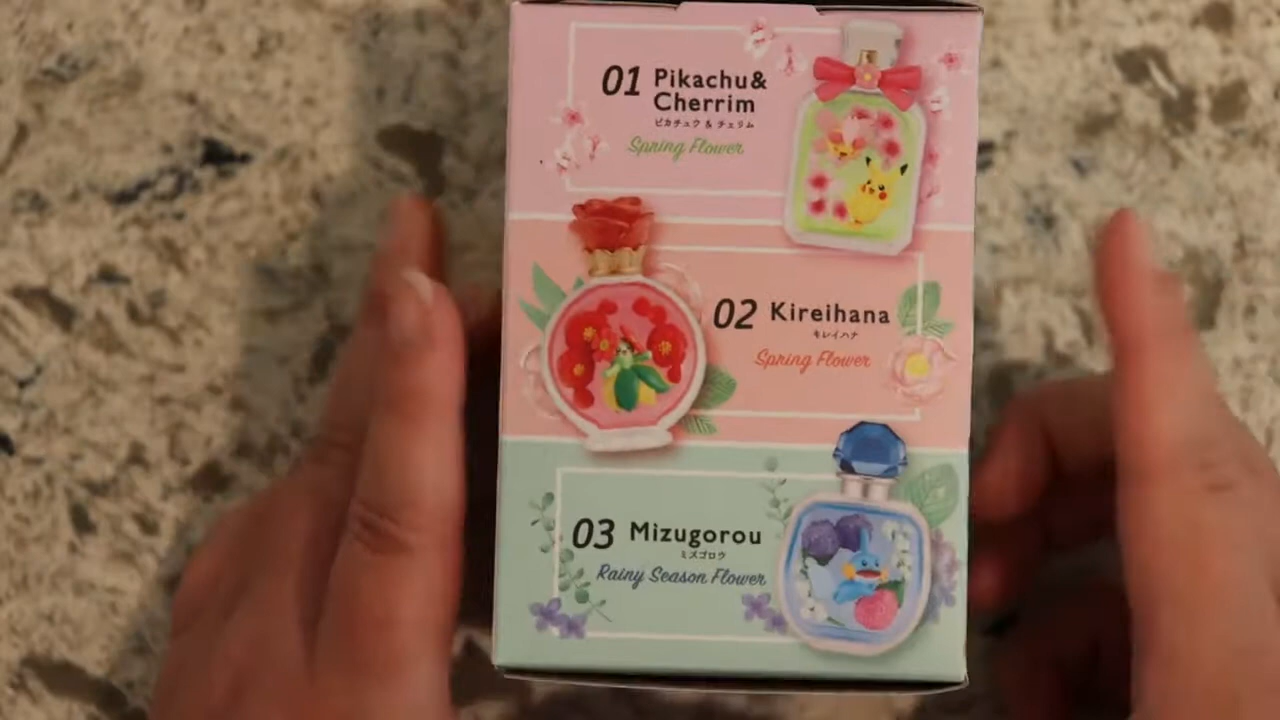 01 Pikachu&
Cherrim
ピカチュウ & チェリム
Spring Flower
02 Kireihana
キレイハナ
Spring Flower
03 Mizugorou
ミズゴロウ
Rainy Season Flower